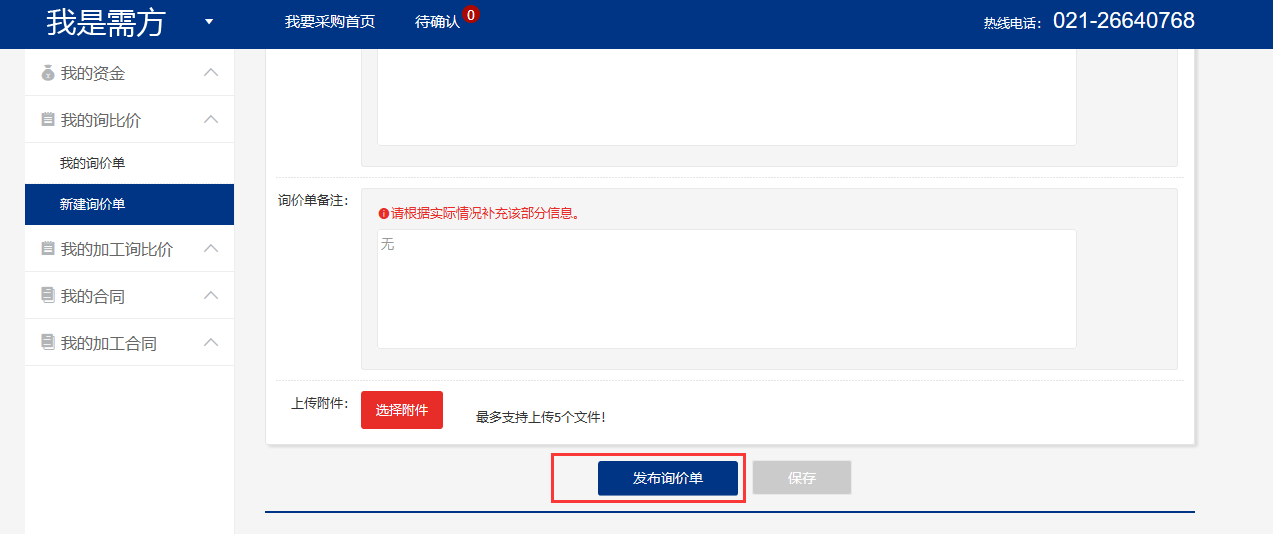 我是需方 我要采购首页 待确认 0 热线电话： 021-26640768
我的资金
我的询比价
我的询价单
新建询价单
我的加工询比价
我的合同
我的加工合同
询价单备注：
请根据实际情况补充该部分信息。
无
上传附件： 选择附件 最多支持上传5个文件！
发布询价单 保存